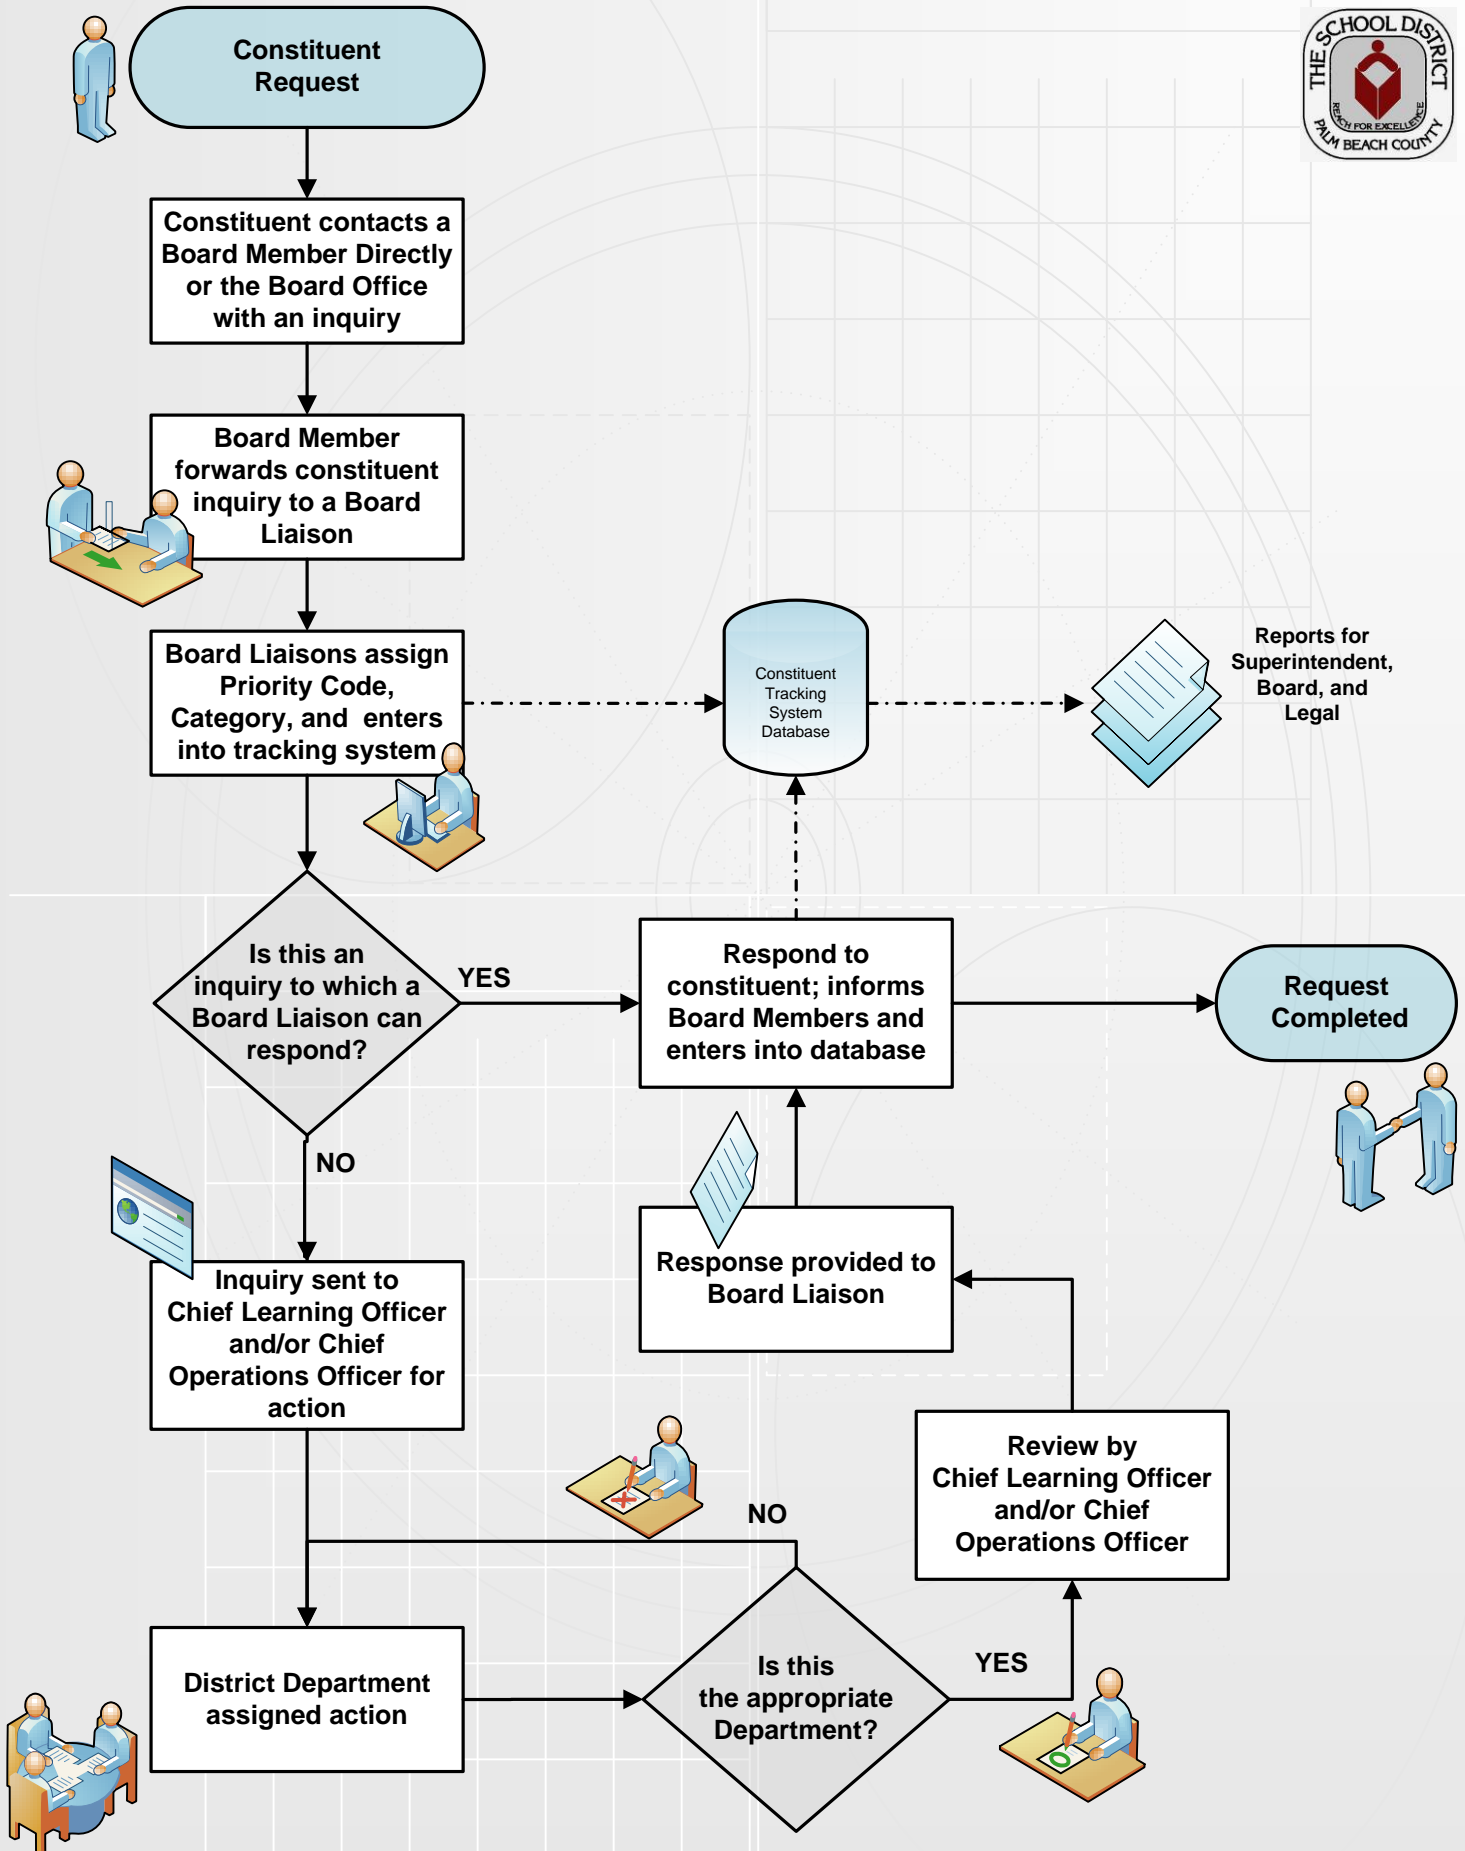 Constituent
Request
THE SCHOOL DISTRICT
REACH FOR EXCELLENCE
PALM BEACH COUNTY
Constituent contacts a
Board Member Directly
or the Board Office
with an inquiry
Board Member
forwards constituent
inquiry to a Board
Liaison
Board Liaisons assign
Priority Code,
Category, and enters
into tracking system
Constituent
Tracking
System
Database
Reports for
Superintendent,
Board, and
Legal
Is this an
inquiry to which a
Board Liaison can
respond?
YES
Respond to
constituent; informs
Board Members and
enters into database
Request
Completed
NO
Inquiry sent to
Chief Learning Officer
and/or Chief
Operations Officer for
action
Response provided to
Board Liaison
Review by
Chief Learning Officer
and/or Chief
Operations Officer
NO
District Department
assigned action
Is this
the appropriate
Department?
YES